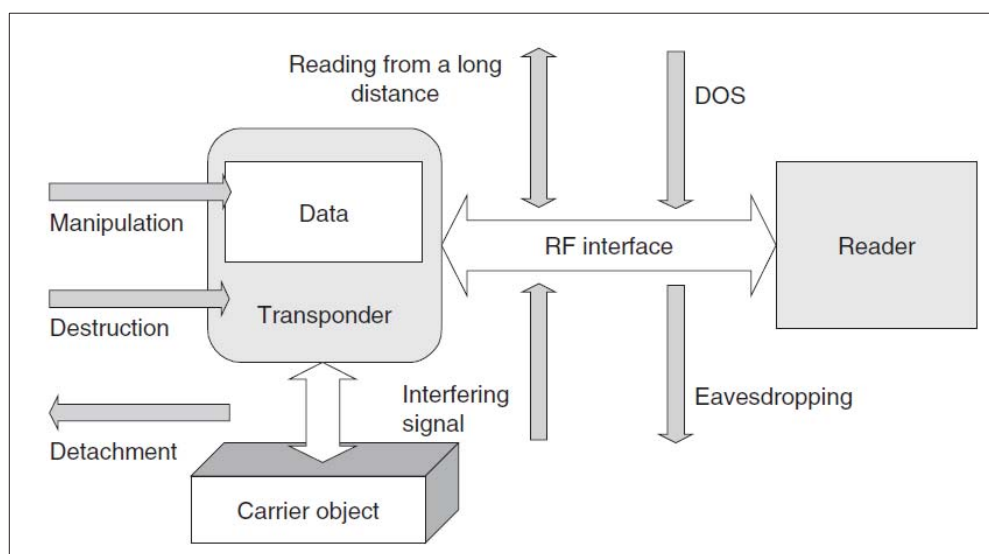 Reading from a long
distance
DOS
Manipulation
Data
RF interface
Reader
Destruction
Transponder
Interfering
signal
Eavesdropping
Detachment
Carrier object